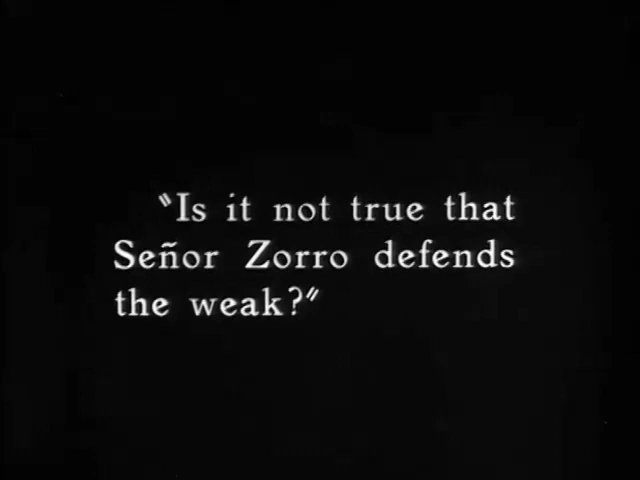 "Is it not true that
Señor Zorro defends
the weak?"